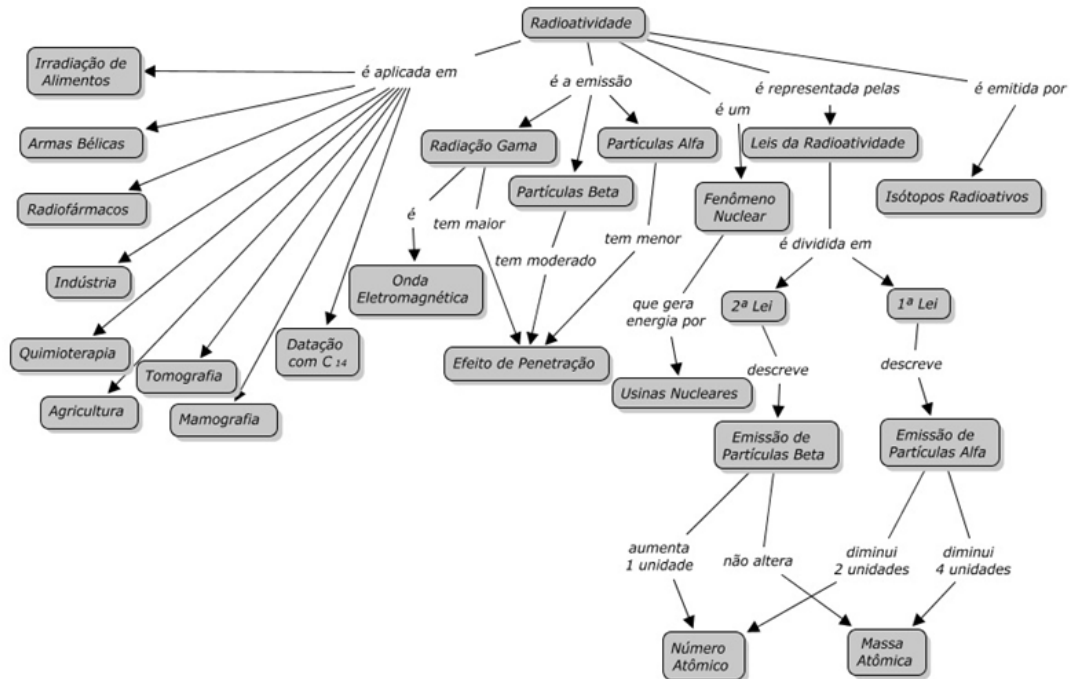 Radioatividade
Irradiação de
Alimentos
é aplicada em
é a emissão
é representada pelas
é emitida por
é um
Armas Bélicas
Radiação Gama
Partículas Alfa
Leis da Radioatividade
Radiofármacos
Partículas Beta
Fenômeno
Nuclear
Isótopos Radioativos
é
tem maior
tem menor
é dividida em
tem moderado
Indústria
Onda
Eletromagnética
que gera
energia por
2ª Lei
1ª Lei
Quimioterapia
Tomografia
Datação
com C 14
Efeito de Penetração
descreve
descreve
Agricultura
Mamografia
Usinas Nucleares
Emissão de
Partículas Beta
Emissão de
Partículas Alfa
aumenta
1 unidade
não altera
diminui
2 unidades
diminui
4 unidades
Número
Atômico
Massa
Atômica